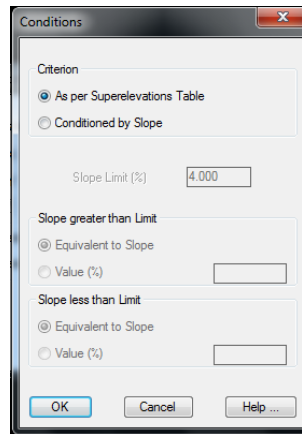 Conditions
Criterion
As per Superelevations Table
Conditioned by Slope
Slope Limit (%) 4.000
Slope greater than Limit
Equivalent to Slope
Value (%)
Slope less than Limit
Equivalent to Slope
Value (%)
OK Cancel Help ...